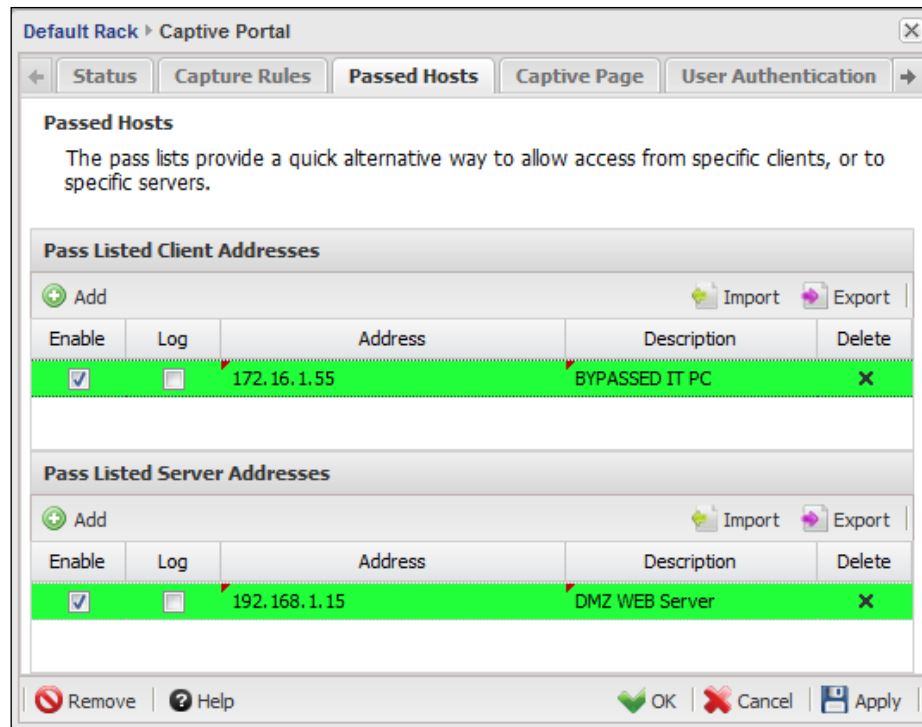 Default Rack Captive Portal
Status Capture Rules Passed Hosts Captive Page User Authentication
Passed Hosts
The pass lists provide a quick alternative way to allow access from specific clients, or to
specific servers.
Pass Listed Client Addresses
Add Import Export
Enable Log Address Description Delete
172.16.1.55 BYPASSED IT PC
Pass Listed Server Addresses
Add Import Export
Enable Log Address Description Delete
192.168.1.15 DMZ WEB Server
Remove Help OK Cancel Apply